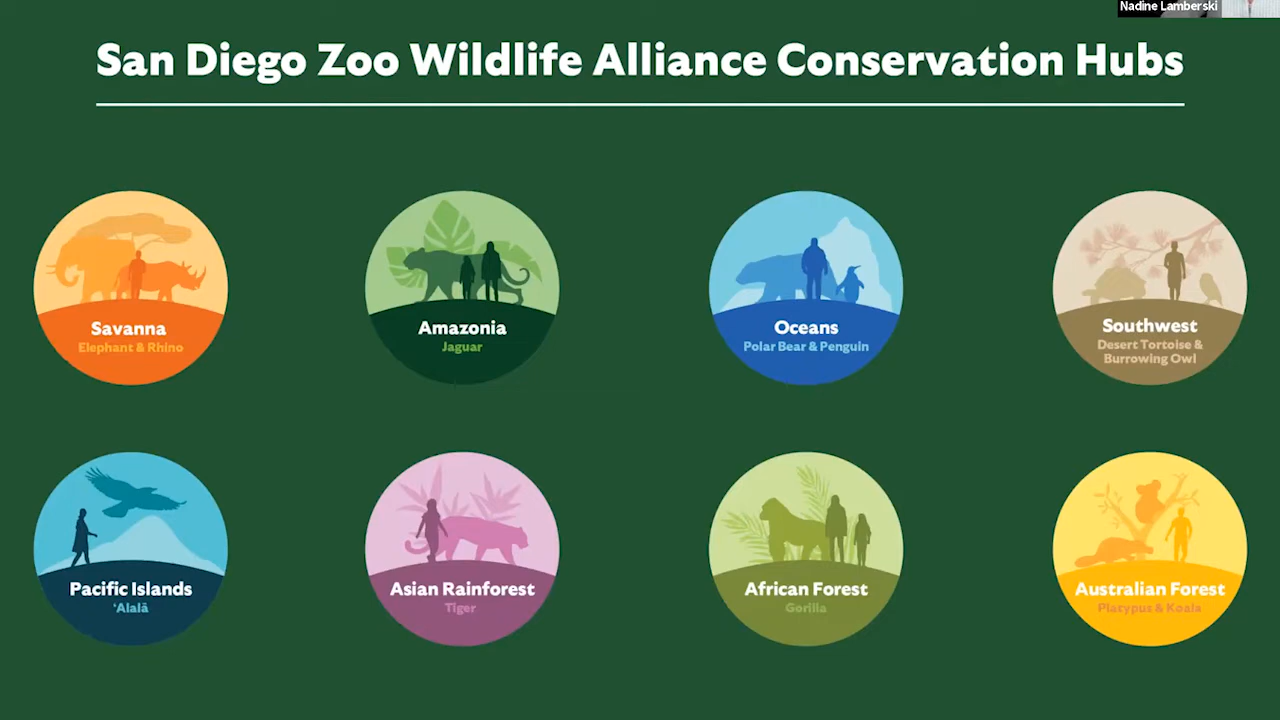 Nadine Lamberski
San Diego Zoo Wildlife Alliance Conservation Hubs
Savanna
Elephant & Rhino
Amazonia
Jaguar
Oceans
Polar Bear & Penguin
Southwest
Desert Tortoise &
Burrowing Owl
Pacific Islands
ʻAlalā
Asian Rainforest
Tiger
African Forest
Gorilla
Australian Forest
Platypus & Koala